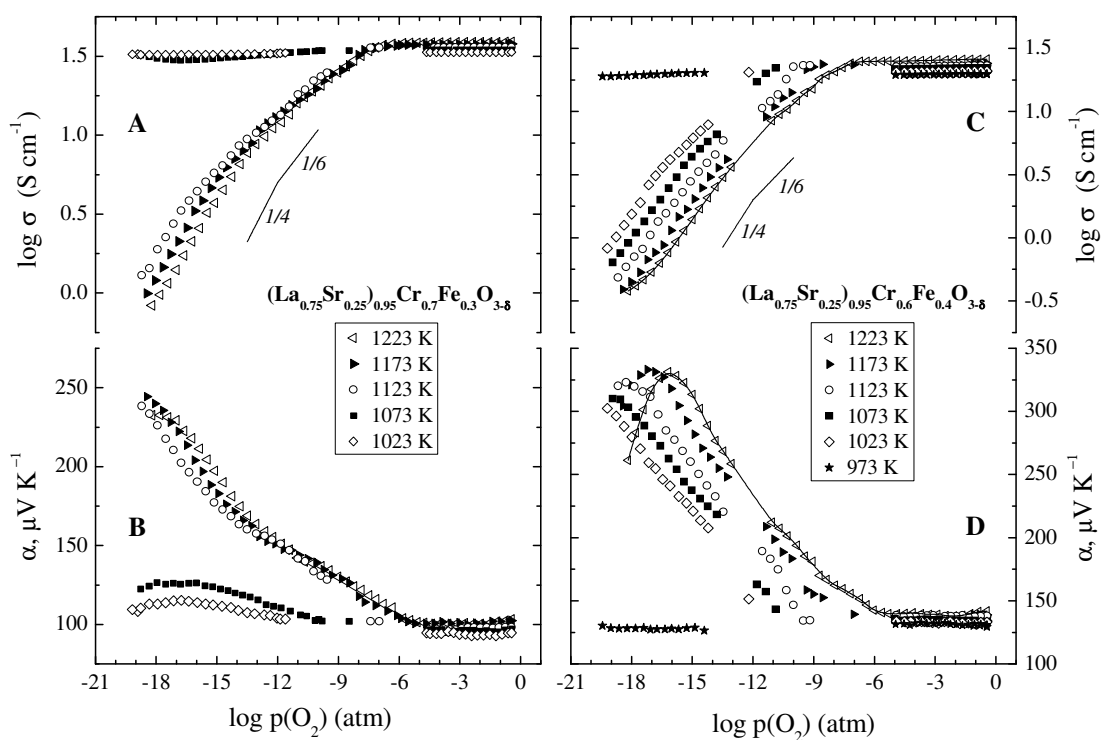 1.5
1.0
0.5
0.0
log σ (S cm⁻¹)
A
1/6
1/4
(La₀.₇₅Sr₀.₂₅)₀.₉₅Cr₀.₇Fe₀.₃O₃₋δ
1223 K
1173 K
1123 K
1073 K
1023 K
250
200
150
100
α, μV K⁻¹
B
-21 -18 -15 -12 -9 -6 -3 0
log p(O₂) (atm)
C
1.5
1.0
0.5
0.0
-0.5
log σ (S cm⁻¹)
1/6
1/4
(La₀.₇₅Sr₀.₂₅)₀.₉₅Cr₀.₆Fe₀.₄O₃₋δ
1223 K
1173 K
1123 K
1073 K
1023 K
973 K
350
300
250
200
150
100
α, μV K⁻¹
D
-21 -18 -15 -12 -9 -6 -3 0
log p(O₂) (atm)